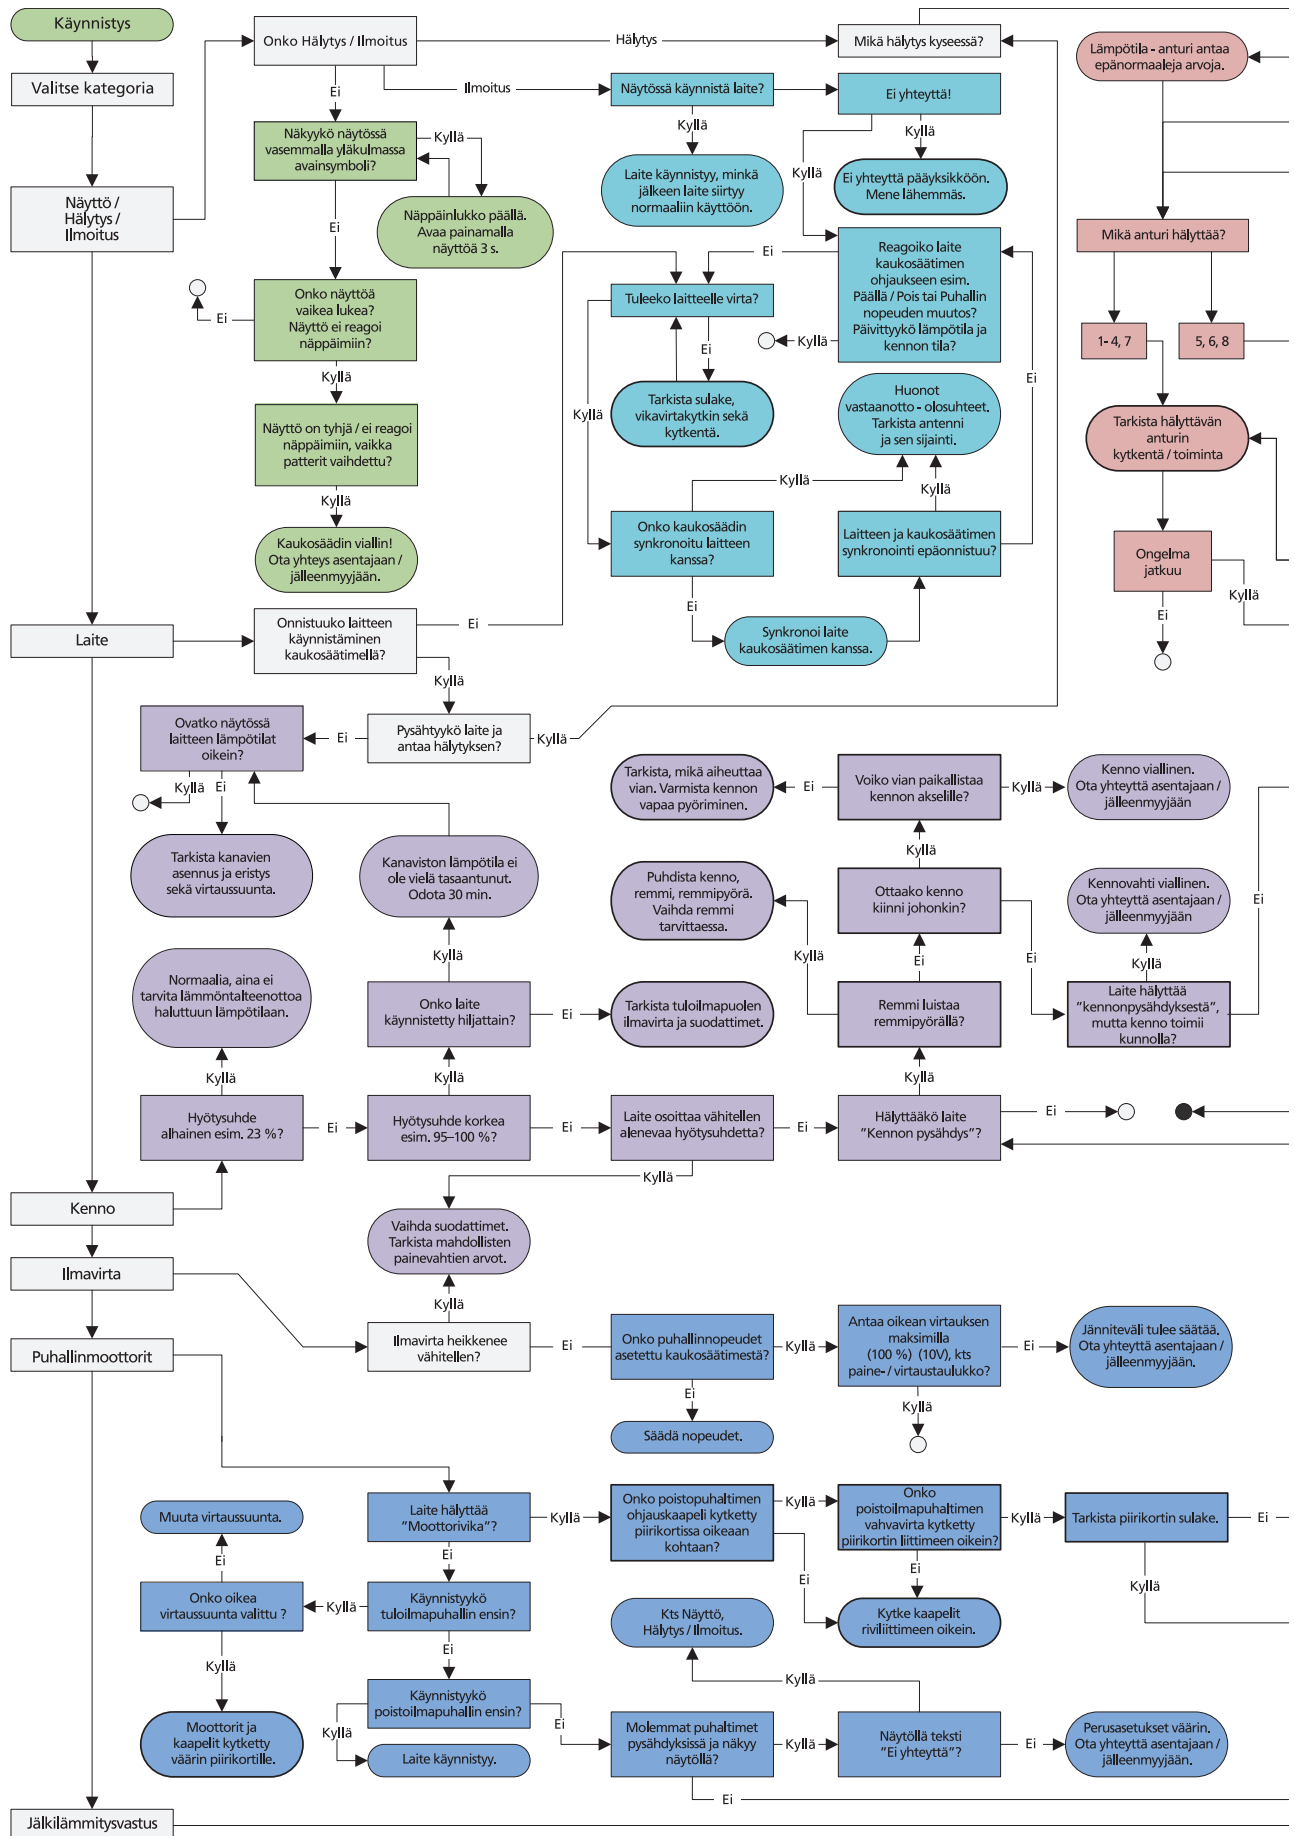 Käynnistys
Valitse kategoria
Näyttö /
Hälytys /
Ilmoitus
Onko Hälytys / Ilmoitus
Hälytys
Mikä hälytys kyseessä?
Ei
Ilmoitus
Näkyykö näytössä
vasemmalla yläkulmassa
avainsymboli?
Kyllä
Näppäinlukko päällä.
Avaa painamalla
näyttöä 3 s.
Ei
Onko näyttöä
vaikea lukea?
Näyttö ei reagoi
näppäimiin?
Ei
Kyllä
Näyttö on tyhjä / ei reagoi
näppäimiin, vaikka
patterit vaihdettu?
Kyllä
Kaukosäädin viallin!
Ota yhteys asentajaan /
jälleenmyyjään.
Näytössä käynnistä laite?
Kyllä
Laite käynnistyy, minkä
jälkeen laite siirtyy
normaaliin käyttöön.
Ei yhteyttä!
Kyllä
Kyllä
Ei yhteyttä pääyksikköön.
Mene lähemmäs.
Reagoiko laite
kaukosäätimen
ohjaukseen esim.
Päällä / Pois tai Puhallin
nopeuden muutos?
Päivittyykö lämpötila ja
kennon tila?
Ei
Kyllä
Tuleeko laitteelle virta?
Ei
Kyllä
Tarkista sulake,
vikavirtakytkin sekä
kytkentä.
Huonot
vastaanotto - olosuhteet.
Tarkista antenni
ja sen sijainti.
Kyllä
Kyllä
Ei
Onko kaukosäädin
synkronoitu laitteen
kanssa?
Laitteen ja kaukosäätimen
synkronointi epäonnistuu?
Ei
Synkronoi laite
kaukosäätimen kanssa.
Lämpötila - anturi antaa
epänormaaleja arvoja.
Mikä anturi hälyttää?
1- 4, 7
5, 6, 8
Tarkista hälyttävän
anturin
kytkentä / toiminta
Ongelma
jatkuu
Kyllä
Ei
Laite
Onnistuuko laitteen
käynnistäminen
kaukosäätimellä?
Ei
Kyllä
Pysähtyykö laite ja
antaa hälytyksen?
Kyllä
Ei
Ovatko näytössä
laitteen lämpötilat
oikein?
Kyllä
Ei
Tarkista kanavien
asennus ja eristys
sekä virtaussuunta.
Kanaviston lämpötila ei
ole vielä tasaantunut.
Odota 30 min.
Kyllä
Normaalia, aina ei
tarvita lämmöntalteenottoa
haluttuun lämpötilaan.
Kyllä
Onko laite
käynnistetty hiljattain?
Ei
Tarkista tuloilmapuolen
ilmavirta ja suodattimet.
Kyllä
Tarkista, mikä aiheuttaa
vian. Varmista kennon
vapaa pyöriminen.
Ei
Voiko vian paikallistaa
kennon akselille?
Kyllä
Kenno viallinen.
Ota yhteyttä asentajaan /
jälleenmyyjään
Puhdista kenno,
remmi, remmipyörä.
Vaihda remmi
tarvittaessa.
Kyllä
Ottaako kenno
kiinni johonkin?
Ei
Ei
Kennovahti viallinen.
Ota yhteyttä asentajaan /
jälleenmyyjään
Ei
Kyllä
Remmi luistaa
remmipyörällä?
Laite hälyttää
”kennonpysähdyksestä”,
mutta kenno toimii
kunnolla?
Kyllä
Hyötysuhde
alhainen esim. 23 %?
Ei
Hyötysuhde korkea
esim. 95–100 %?
Ei
Laite osoittaa vähitellen
alenevaa hyötysuhdetta?
Ei
Hälyttääkö laite
”Kennon pysähdys”?
Ei
Kyllä
Kenno
Vaihda suodattimet.
Tarkista mahdollisten
painevahtien arvot.
Ilmavirta
Kyllä
Ilmavirta heikkenee
vähitellen?
Ei
Onko puhallinnopeudet
asetettu kaukosäätimestä?
Kyllä
Antaa oikean virtauksen
maksimilla
(100 %) (10V), kts
paine- / virtaustaulukko?
Ei
Jänniteväli tulee säätää.
Ota yhteyttä asentajaan /
jälleenmyyjään.
Ei
Säädä nopeudet.
Kyllä
Puhallinmoottorit
Laite hälyttää
”Moottorivika”?
Kyllä
Onko poistopuhaltimen
ohjauskaapeli kytketty
piirikortissa oikeaan
kohtaan?
Kyllä
Onko
poistoilmapuhaltimen
vahvavirta kytketty
piirikortin liittimeen oikein?
Kyllä
Tarkista piirikortin sulake.
Ei
Kyllä
Ei
Ei
Kytke kaapelit
riviliittimeen oikein.
Muuta virtaussuunta.
Ei
Ei
Onko oikea
virtaussuunta valittu ?
Kyllä
Käynnistyykö
tuloilmapuhallin ensin?
Kyllä
Ei
Kts Näyttö,
Hälytys / Ilmoitus.
Kyllä
Käynnistyykö
poistoilmapuhallin ensin?
Kyllä
Ei
Laite käynnistyy.
Moottorit ja
kaapelit kytketty
väärin piirikortille.
Molemmat puhaltimet
pysähdyksissä ja näkyy
näytöllä?
Kyllä
Näytöllä teksti
”Ei yhteyttä”?
Ei
Perusasetukset väärin.
Ota yhteyttä asentajaan /
jälleenmyyjään.
Ei
Jälkilämmitysvastus